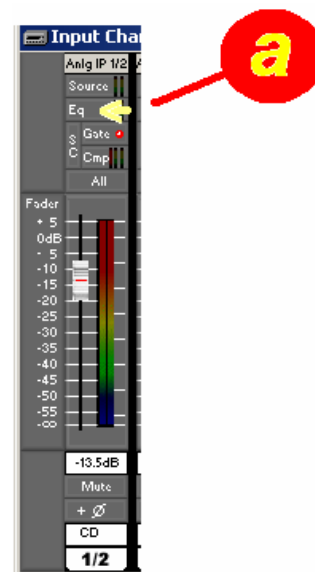 Input Cha
a
Anlg IP 1/2
Source
Eq
S Gate
C Cmp
All
Fader
+ 5
0dB
- 5
-10
-15
-20
-25
-30
-35
-40
-45
-50
-55
-∞
-13.5dB
Mute
+ Ø
CD
1/2